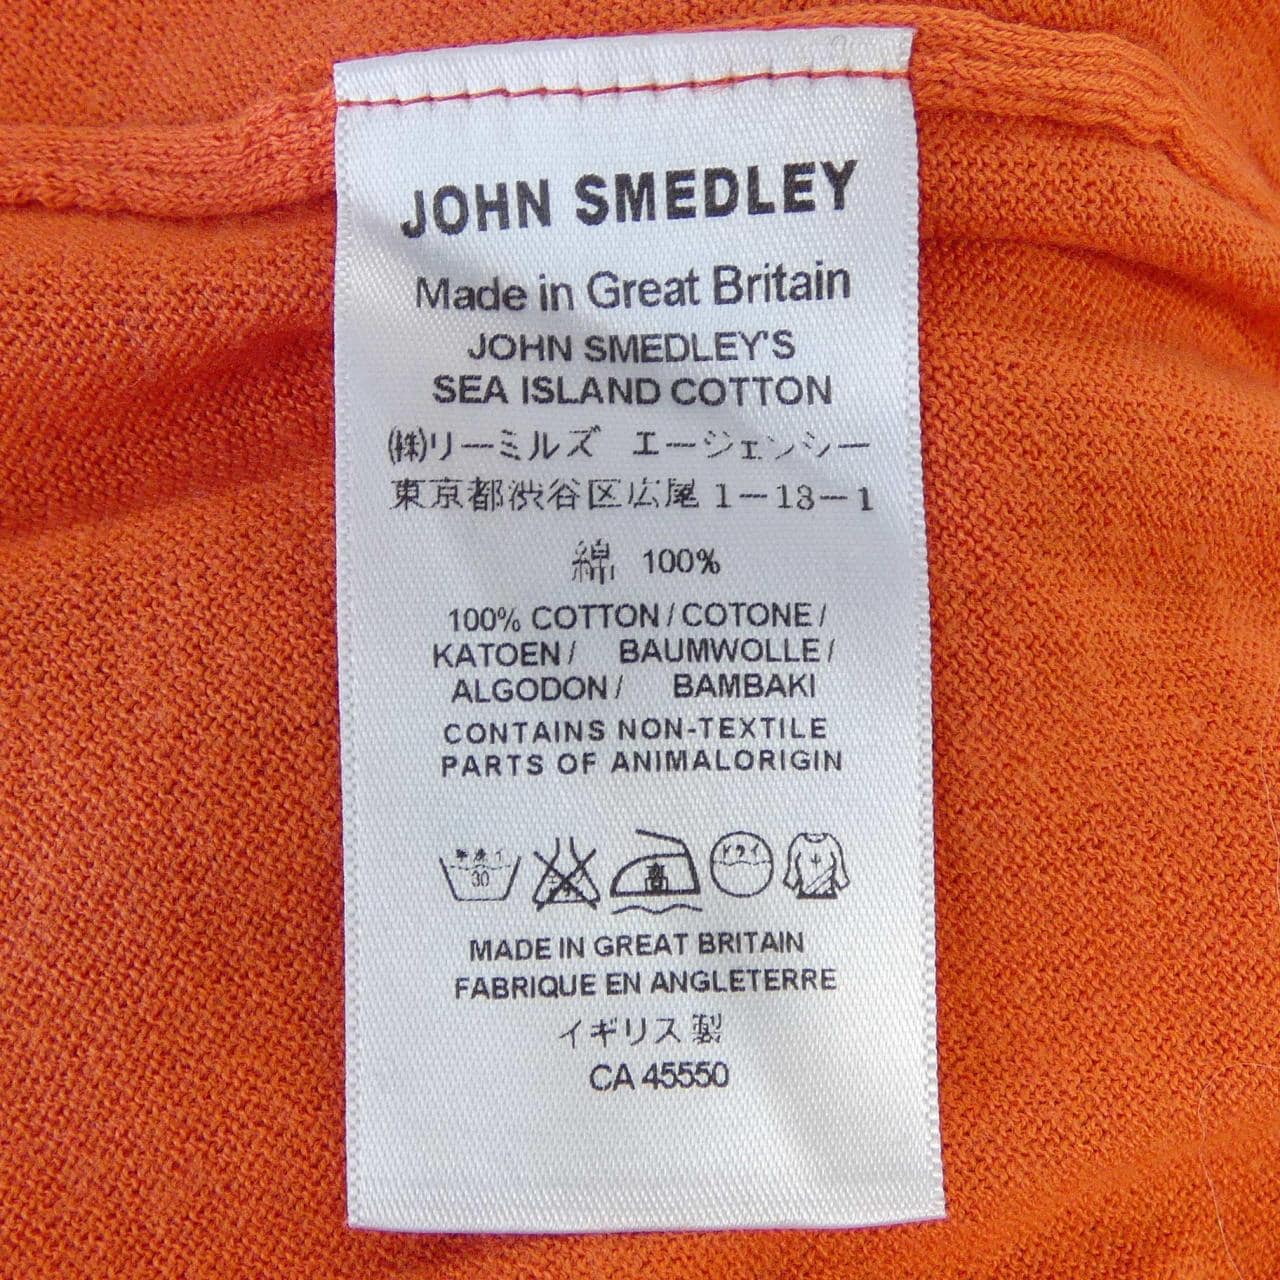 JOHN SMEDLEY
Made in Great Britain
JOHN SMEDLEY'S
SEA ISLAND COTTON
㈱リーミルズ エージェンシー
東京都渋谷区広尾1-13-1
綿 100%
100% COTTON / COTONE /
KATOEN / BAUMWOLLE /
ALGODON / BAMBAKI
CONTAINS NON-TEXTILE
PARTS OF ANIMALORIGIN
手洗イ
30
高
ドライ
MADE IN GREAT BRITAIN
FABRIQUE EN ANGLETERRE
イギリス製
CA 45550